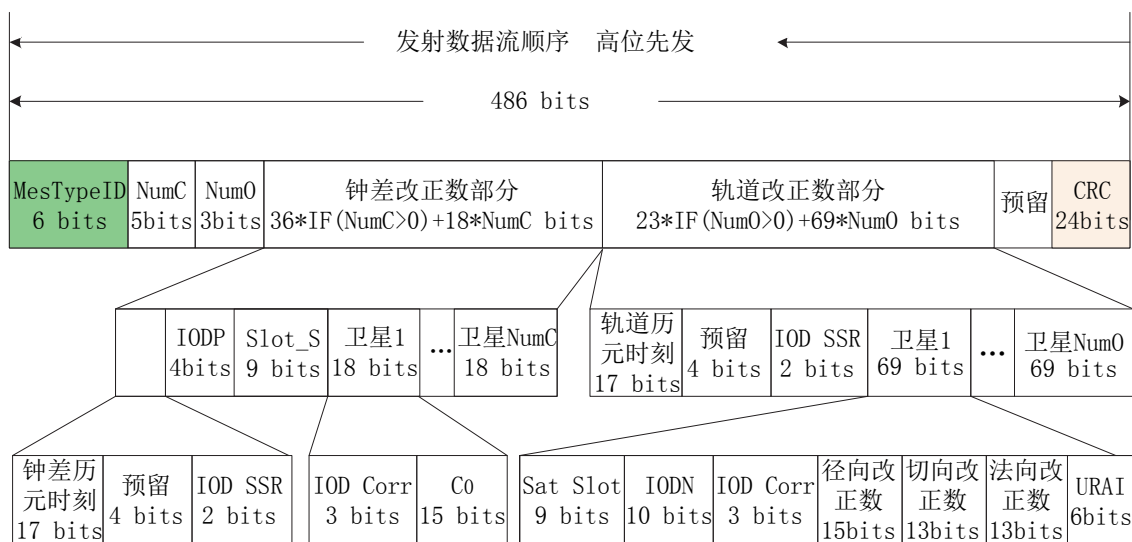 发射数据流顺序 高位先发
486 bits
MesTypeID
6 bits
NumC
5bits
NumO
3bits
钟差改正数部分
36*IF(NumC>0)+18*NumC bits
轨道改正数部分
23*IF(NumO>0)+69*NumO bits
预留
CRC
24bits
IODP
4bits
Slot_S
9 bits
卫星1
18 bits
…
卫星NumC
18 bits
轨道历
元时刻
17 bits
预留
4 bits
IOD SSR
2 bits
卫星1
69 bits
…
卫星NumO
69 bits
钟差历
元时刻
17 bits
预留
4 bits
IOD SSR
2 bits
IOD Corr
3 bits
C0
15 bits
Sat Slot
9 bits
IODN
10 bits
IOD Corr
3 bits
径向改
正数
15bits
切向改
正数
13bits
法向改
正数
13bits
URAI
6bits